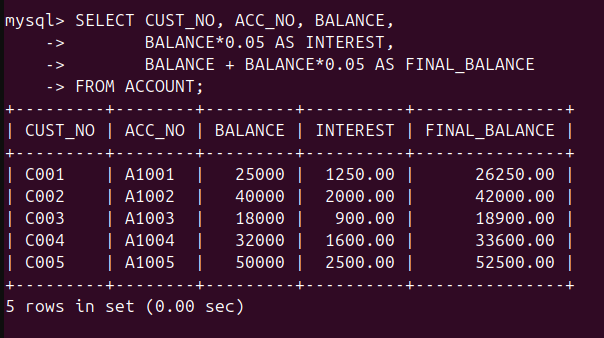 mysql> SELECT CUST_NO, ACC_NO, BALANCE,
    ->        BALANCE*0.05 AS INTEREST,
    ->        BALANCE + BALANCE*0.05 AS FINAL_BALANCE
    -> FROM ACCOUNT;
+---------+--------+---------+----------+---------------+
| CUST_NO | ACC_NO | BALANCE | INTEREST | FINAL_BALANCE |
+---------+--------+---------+----------+---------------+
| C001    | A1001  |   25000 |  1250.00 |      26250.00 |
| C002    | A1002  |   40000 |  2000.00 |      42000.00 |
| C003    | A1003  |   18000 |   900.00 |      18900.00 |
| C004    | A1004  |   32000 |  1600.00 |      33600.00 |
| C005    | A1005  |   50000 |  2500.00 |      52500.00 |
+---------+--------+---------+----------+---------------+
5 rows in set (0.00 sec)